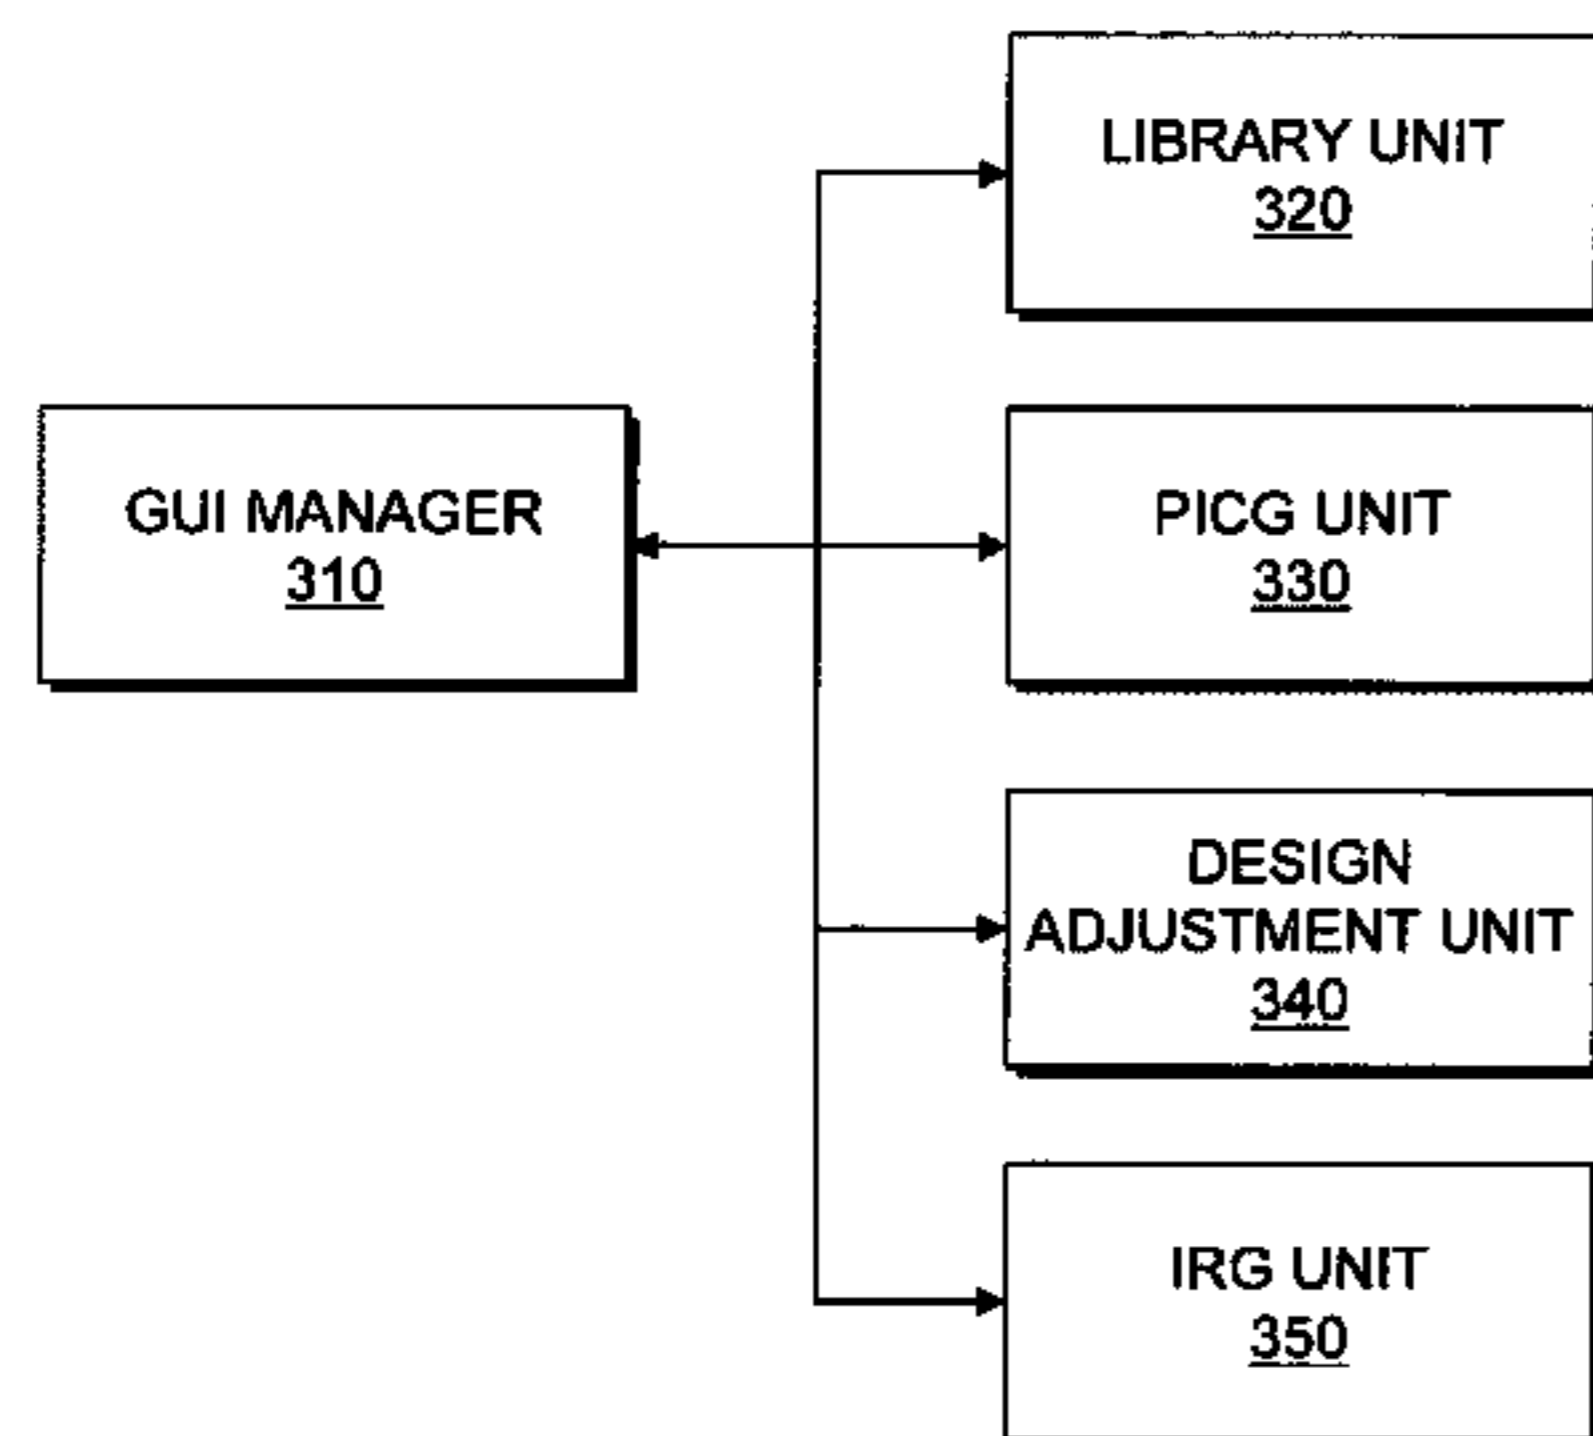 LIBRARY UNIT
320
GUI MANAGER
310
PICG UNIT
330
DESIGN
ADJUSTMENT UNIT
340
IRG UNIT
350